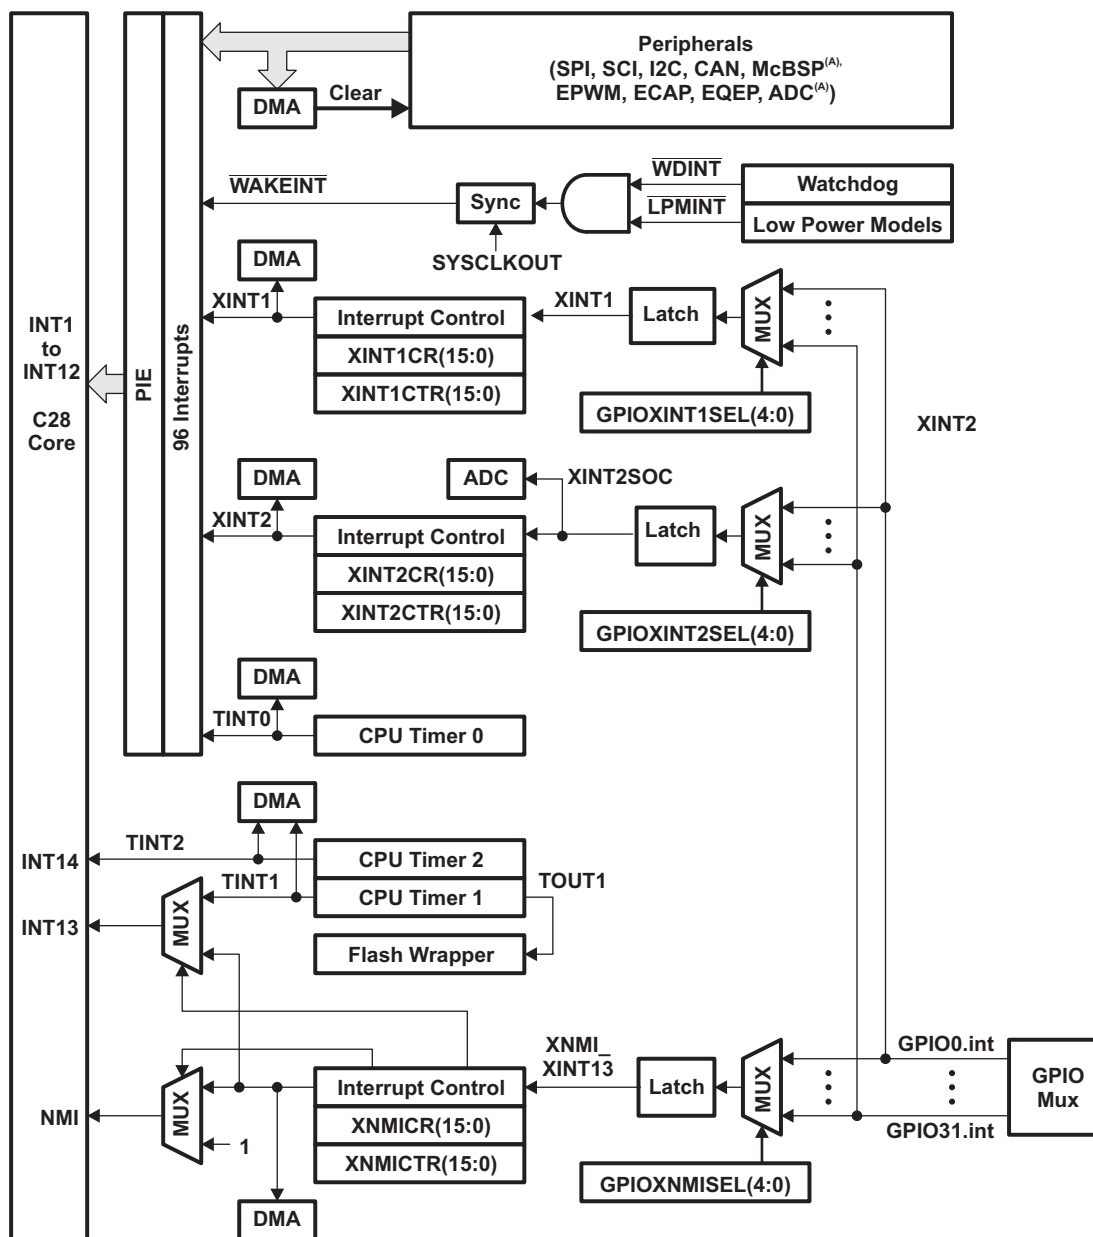 Peripherals
(SPI, SCI, I2C, CAN, McBSP(A),
EPWM, ECAP, EQEP, ADC(A))
DMA
Clear
WDINT
Watchdog
LPMINT
Low Power Models
WAKEINT
Sync
SYSCLKOUT
DMA
XINT1
Interrupt Control
XINT1CR(15:0)
XINT1CTR(15:0)
XINT1
Latch
MUX
GPIOXINT1SEL(4:0)
INT1
to
INT12
C28
Core
PIE
96 Interrupts
XINT2
DMA
XINT2
Interrupt Control
XINT2CR(15:0)
XINT2CTR(15:0)
ADC
XINT2SOC
Latch
MUX
GPIOXINT2SEL(4:0)
DMA
TINT0
CPU Timer 0
DMA
INT14
TINT2
CPU Timer 2
TINT1
CPU Timer 1
TOUT1
INT13
MUX
Flash Wrapper
NMI
MUX
1
Interrupt Control
XNMICR(15:0)
XNMICTR(15:0)
DMA
XNMI_
XINT13
Latch
MUX
GPIOXNMISEL(4:0)
GPIO0.int
GPIO31.int
GPIO
Mux